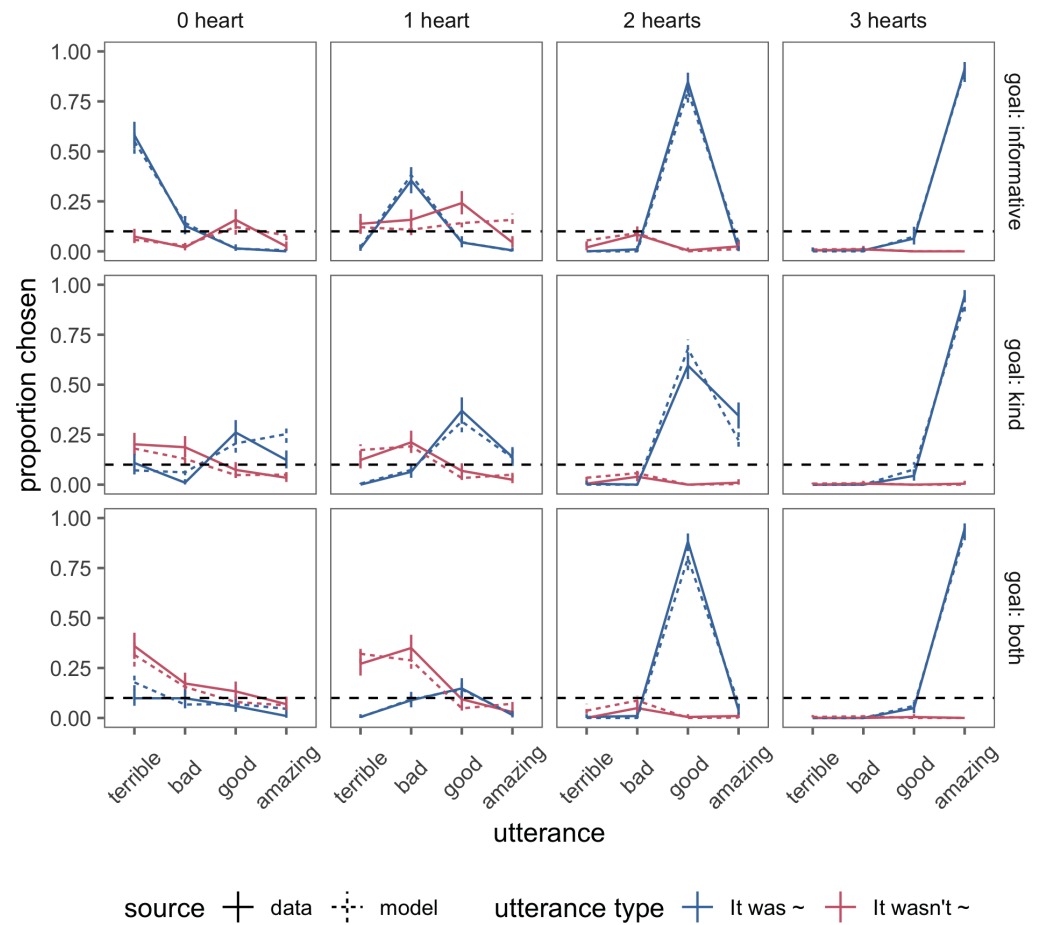 0 heart 1 heart 2 hearts 3 hearts
1.00
0.75
0.50
0.25
0.00
goal: informative
1.00
0.75
0.50
0.25
0.00
goal: kind
1.00
0.75
0.50
0.25
0.00
goal: both
proportion chosen
terrible bad good amazing terrible bad good amazing terrible bad good amazing terrible bad good amazing
utterance
source data model utterance type It was ~ It wasn't ~